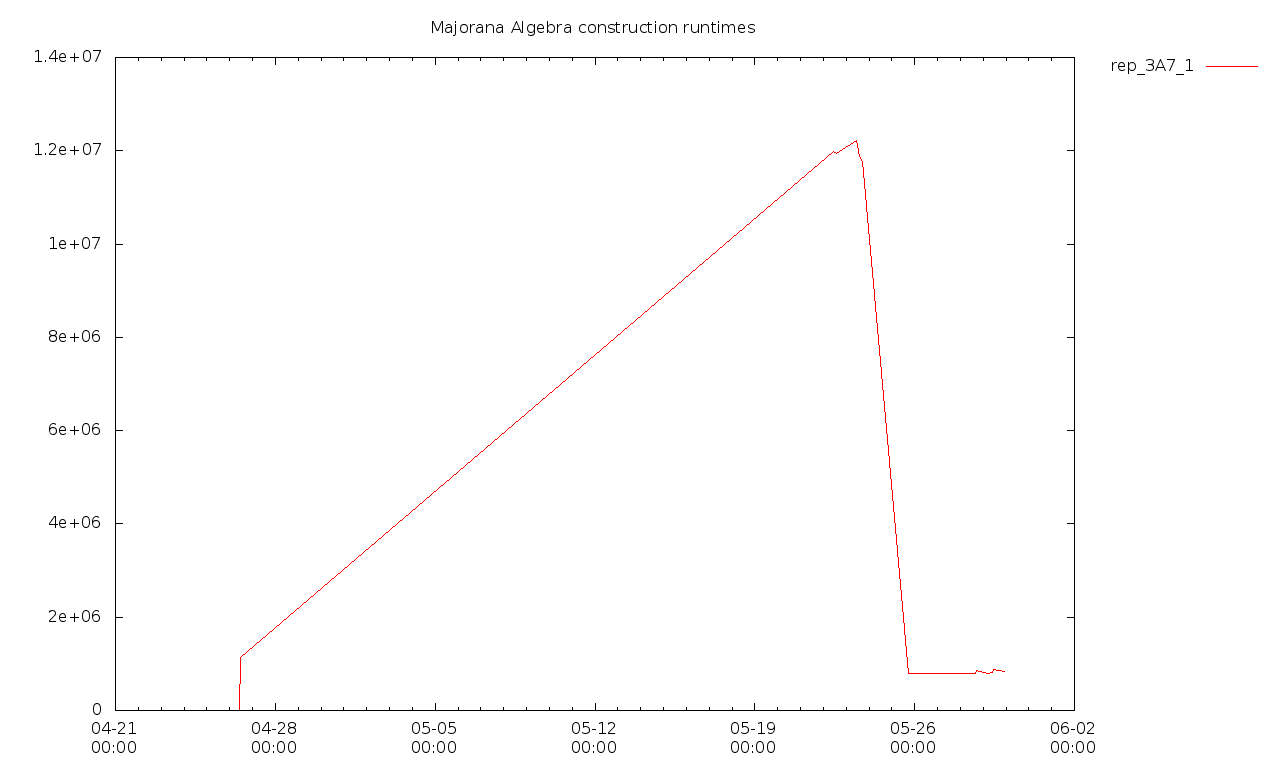 Majorana Algebra construction runtimes
rep_3A7_1
1.4e+07
1.2e+07
1e+07
8e+06
6e+06
4e+06
2e+06
0
04-21 04-28 05-05 05-12 05-19 05-26 06-02
00:00 00:00 00:00 00:00 00:00 00:00 00:00